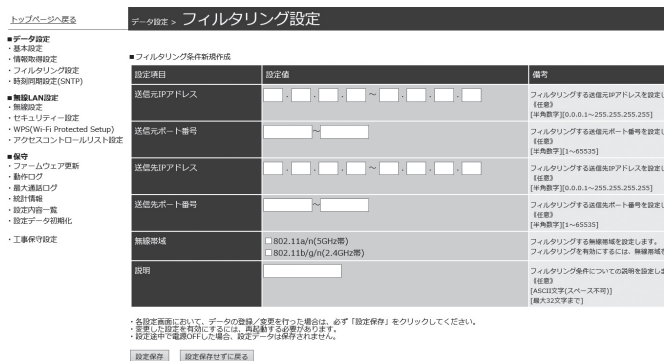 トップページへ戻る
データ設定 > フィルタリング設定
■データ設定
・基本設定
・情報取得設定
・フィルタリング設定
・時刻同期設定(SNTP)
■無線LAN設定
・無線設定
・セキュリティー設定
・WPS(Wi-Fi Protected Setup)
・アクセスコントロールリスト設定
■保守
・ファームウェア更新
・動作ログ
・最大通話ログ
・統計情報
・設定内容一覧
・設定データ初期化
・工事保守設定
■フィルタリング条件新規作成
設定項目 設定値 備考
送信元IPアドレス . . . ～ . . . フィルタリングする送信元IPアドレスを設定し
《任意》
[半角数字][0.0.0.1～255.255.255.255]
送信元ポート番号 ～ フィルタリングする送信元ポート番号を設定し
《任意》
[半角数字][1～65535]
送信先IPアドレス . . . ～ . . . フィルタリングする送信先IPアドレスを設定し
《任意》
[半角数字][0.0.0.1～255.255.255.255]
送信先ポート番号 ～ フィルタリングする送信先ポート番号を設定し
《任意》
[半角数字][1～65535]
無線帯域 □802.11a/n(5GHz帯) フィルタリングする無線帯域を設定します。
□802.11b/g/n(2.4GHz帯) フィルタリングを有効にするには、無線帯域を
説明 フィルタリング条件についての説明を設定しま
《任意》
[ASCII文字(スペース不可)]
[最大32文字まで]
・各設定画面において、データの登録／変更を行った場合は、必ず「設定保存」をクリックしてください。
・変更した設定を有効にするには、再起動する必要があります。
・設定途中で電源OFFした場合、設定データは保存されません。
設定保存 設定保存せずに戻る